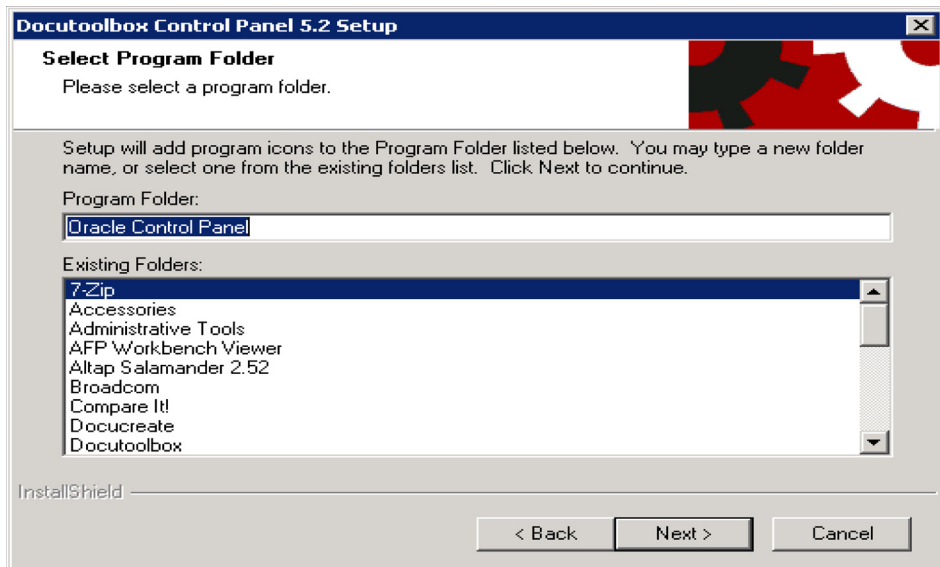 Docutoolbox Control Panel 5.2 Setup
Select Program Folder
Please select a program folder.
Setup will add program icons to the Program Folder listed below. You may type a new folder
name, or select one from the existing folders list. Click Next to continue.
Program Folder:
Oracle Control Panel
Existing Folders:
7-Zip
Accessories
Administrative Tools
AFP Workbench Viewer
Altap Salamander 2.52
Broadcom
Compare It!
Docucreate
Docutoolbox
InstallShield
< Back
Next >
Cancel